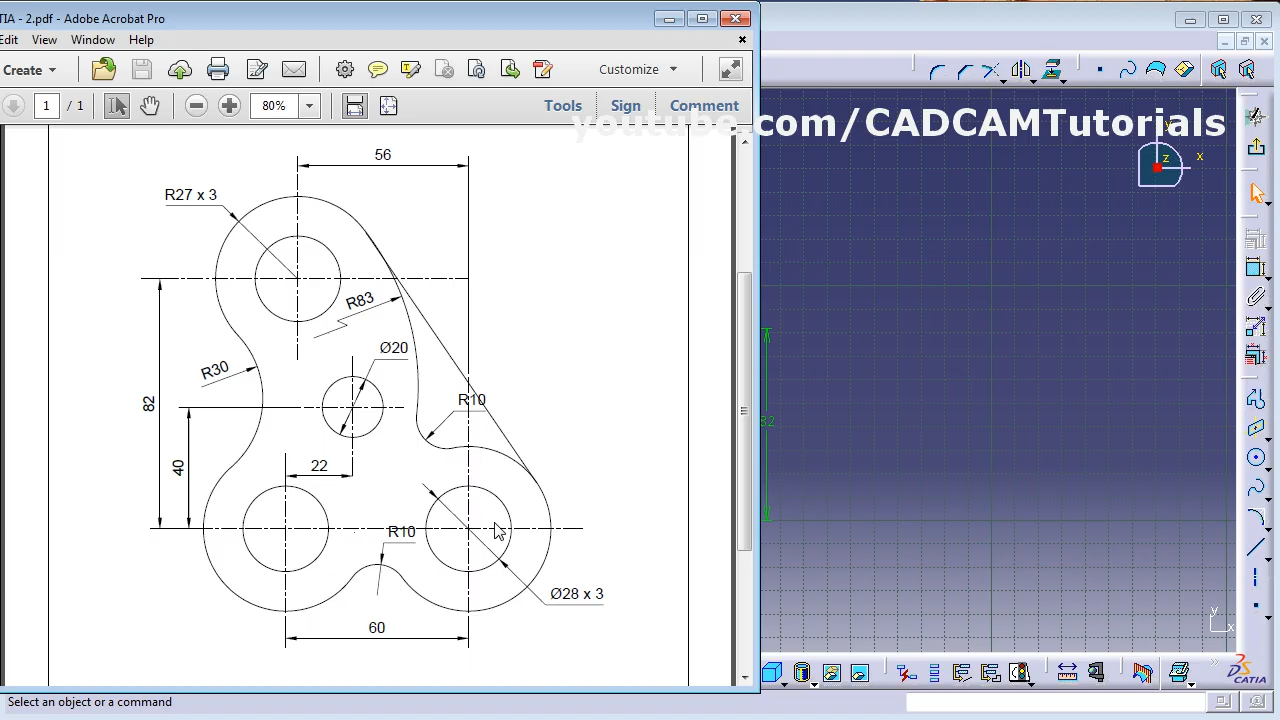 TIA - 2.pdf - Adobe Acrobat Pro
Edit View Window Help
Create
Customize
1 / 1
80%
Tools Sign Comment
youtube.com/CADCAMTutorials
56
R27 x 3
R83
Ø20
R30
R10
82
40
22
R10
Ø28 x 3
60
y
x
z
82
y
x
CATIA
Select an object or a command